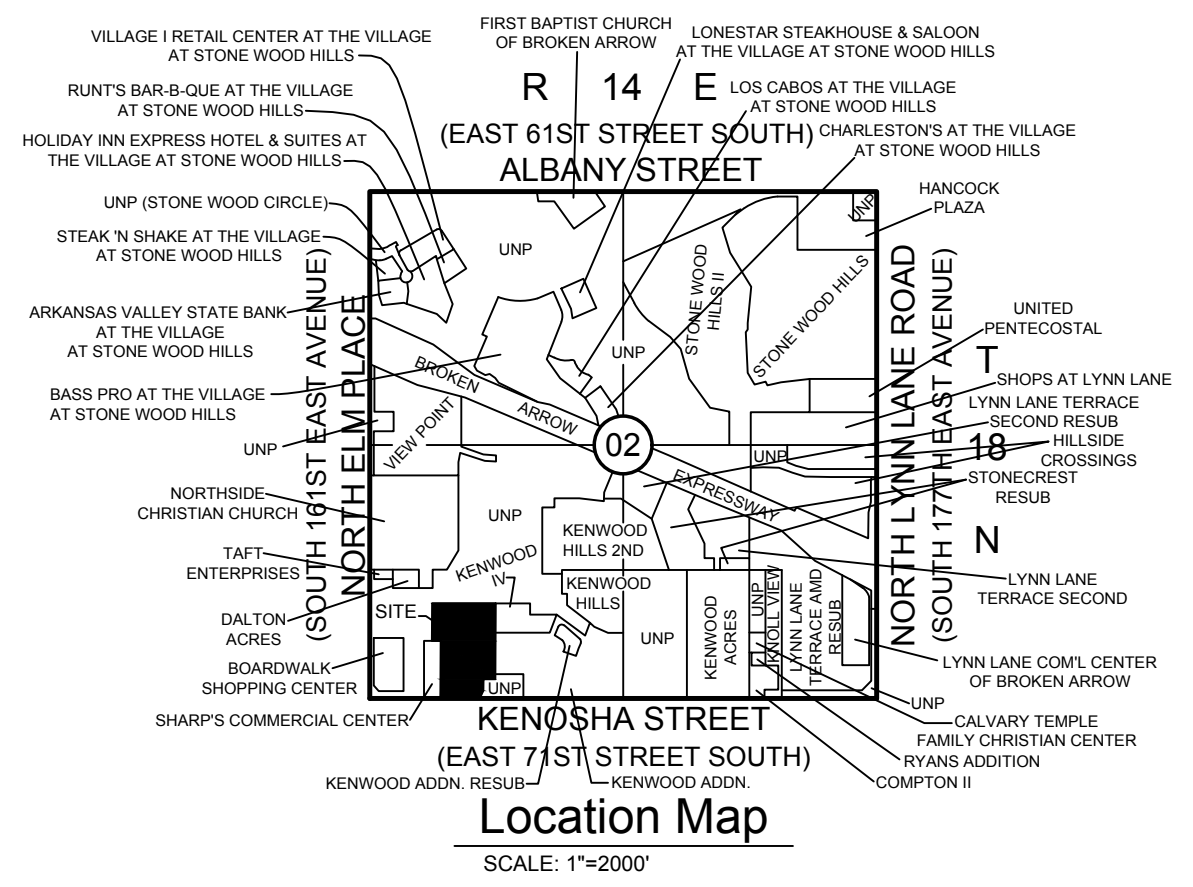 VILLAGE I RETAIL CENTER AT THE VILLAGE
AT STONE WOOD HILLS
RUNT'S BAR-B-QUE AT THE VILLAGE
AT STONE WOOD HILLS
HOLIDAY INN EXPRESS HOTEL & SUITES AT
THE VILLAGE AT STONE WOOD HILLS
UNP (STONE WOOD CIRCLE)
STEAK 'N SHAKE AT THE VILLAGE
AT STONE WOOD HILLS
ARKANSAS VALLEY STATE BANK
AT THE VILLAGE
AT STONE WOOD HILLS
BASS PRO AT THE VILLAGE
AT STONE WOOD HILLS
UNP
NORTHSIDE
CHRISTIAN CHURCH
TAFT
ENTERPRISES
DALTON
ACRES
SITE
BOARDWALK
SHOPPING CENTER
SHARP'S COMMERCIAL CENTER
(SOUTH 161ST EAST AVENUE)
NORTH ELM PLACE
FIRST BAPTIST CHURCH
OF BROKEN ARROW
LONESTAR STEAKHOUSE & SALOON
AT THE VILLAGE AT STONE WOOD HILLS
R 14 E
LOS CABOS AT THE VILLAGE
AT STONE WOOD HILLS
(EAST 61ST STREET SOUTH)
CHARLESTON'S AT THE VILLAGE
AT STONE WOOD HILLS
ALBANY STREET
UNP
UNP
STONE WOOD
HILLS II
STONE WOOD HILLS
UNP
BROKEN
ARROW
EXPRESSWAY
02
VIEW POINT
UNP
UNP
KENWOOD
HILLS 2ND
KENWOOD
IV
KENWOOD
HILLS
UNP
KENWOOD
ACRES
UNP
KNOLL VIEW
LYNN LANE
TERRACE AMD
RESUB
UNP
HANCOCK
PLAZA
NORTH LYNN LANE ROAD
(SOUTH 177TH EAST AVENUE)
UNITED
PENTECOSTAL
T
SHOPS AT LYNN LANE
LYNN LANE TERRACE
SECOND RESUB
18
HILLSIDE
CROSSINGS
STONECREST
RESUB
N
LYNN LANE
TERRACE SECOND
LYNN LANE COM'L CENTER
OF BROKEN ARROW
UNP
CALVARY TEMPLE
FAMILY CHRISTIAN CENTER
RYANS ADDITION
COMPTON II
KENOSHA STREET
(EAST 71ST STREET SOUTH)
KENWOOD ADDN. RESUB
KENWOOD ADDN.
Location Map
SCALE: 1"=2000'